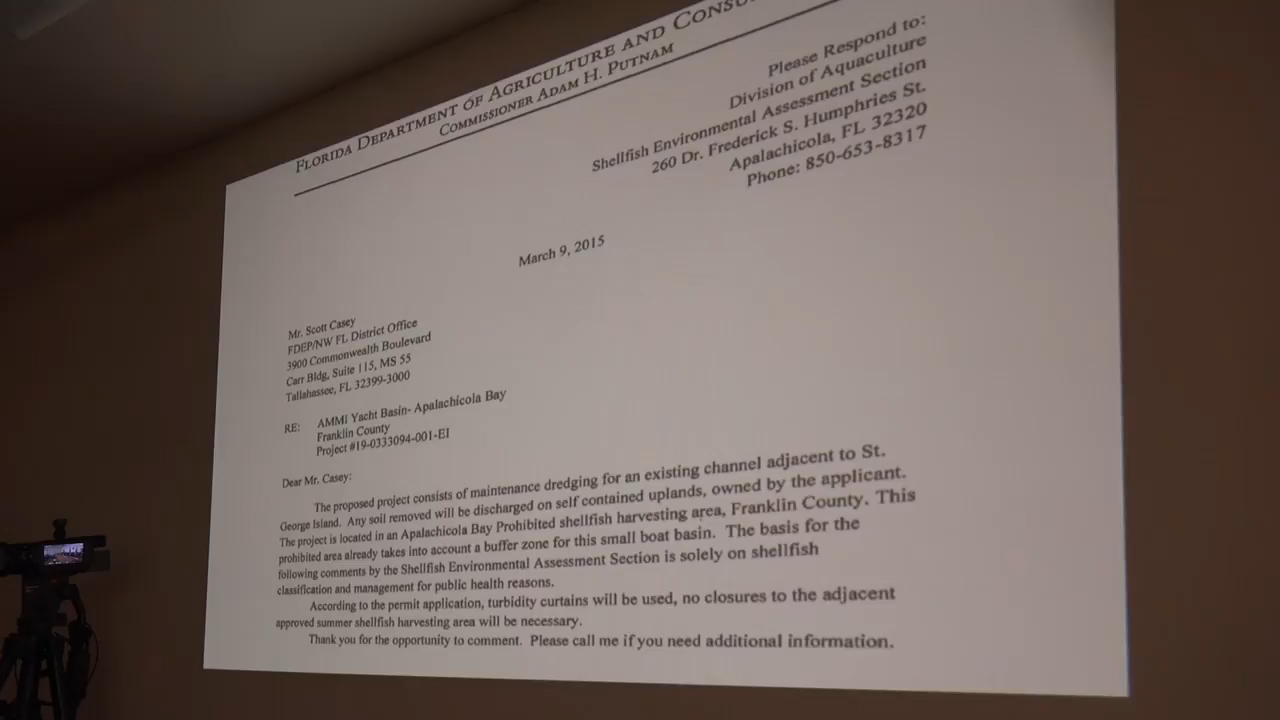 FLORIDA DEPARTMENT OF AGRICULTURE AND
COMMISSIONER ADAM H. PUTNAM
Please Respond to:
Division of Aquaculture
Shellfish Environmental Assessment Section
260 Dr. Frederick S. Humphries St.
Apalachicola, FL 32320
Phone: 850-653-8317
March 9, 2015
Mr. Scott Casey
FDEP/NW FL District Office
3900 Commonwealth Boulevard
Carr Bldg, Suite 115, MS 55
Tallahassee, FL 32399-3000
RE: AMMI Yacht Basin- Apalachicola Bay
Franklin County
Project #19-0333094-001-EI
Dear Mr. Casey:
The proposed project consists of maintenance dredging for an existing channel adjacent to St.
George Island. Any soil removed will be discharged on self contained uplands, owned by the applicant.
The project is located in an Apalachicola Bay Prohibited shellfish harvesting area, Franklin County. This
prohibited area already takes into account a buffer zone for this small boat basin. The basis for the
following comments by the Shellfish Environmental Assessment Section is solely on shellfish
classification and management for public health reasons.
According to the permit application, turbidity curtains will be used, no closures to the adjacent
approved summer shellfish harvesting area will be necessary.
Thank you for the opportunity to comment. Please call me if you need additional information.